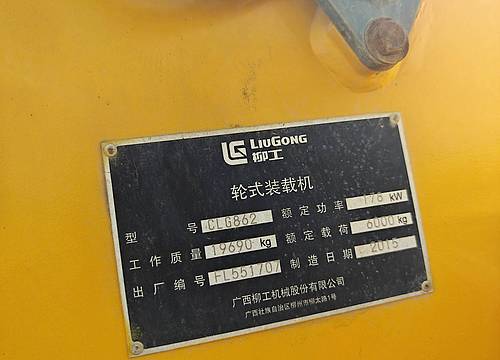 LIUGONG
柳工
轮式装载机
型 号 CLG862 额定功率 178 kW
工作质量 19690 kg 额定载荷 6000 kg
出厂编号 FL551707 制造日期 2015
广西柳工机械股份有限公司
广西壮族自治区柳州市柳太路1号